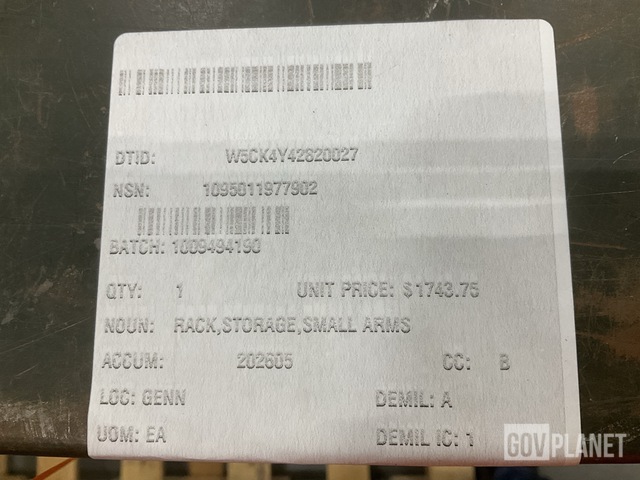 DTID: W5CK4Y42820027
NSN: 1095011977902
BATCH: 1009494190
QTY: 1 UNIT PRICE: $1743.75
NOUN: RACK,STORAGE,SMALL ARMS
ACCUM: 202605 CC: B
LOC: GENN DEMIL: A
UOM: EA DEMIL IC: 1
GOVPLANET